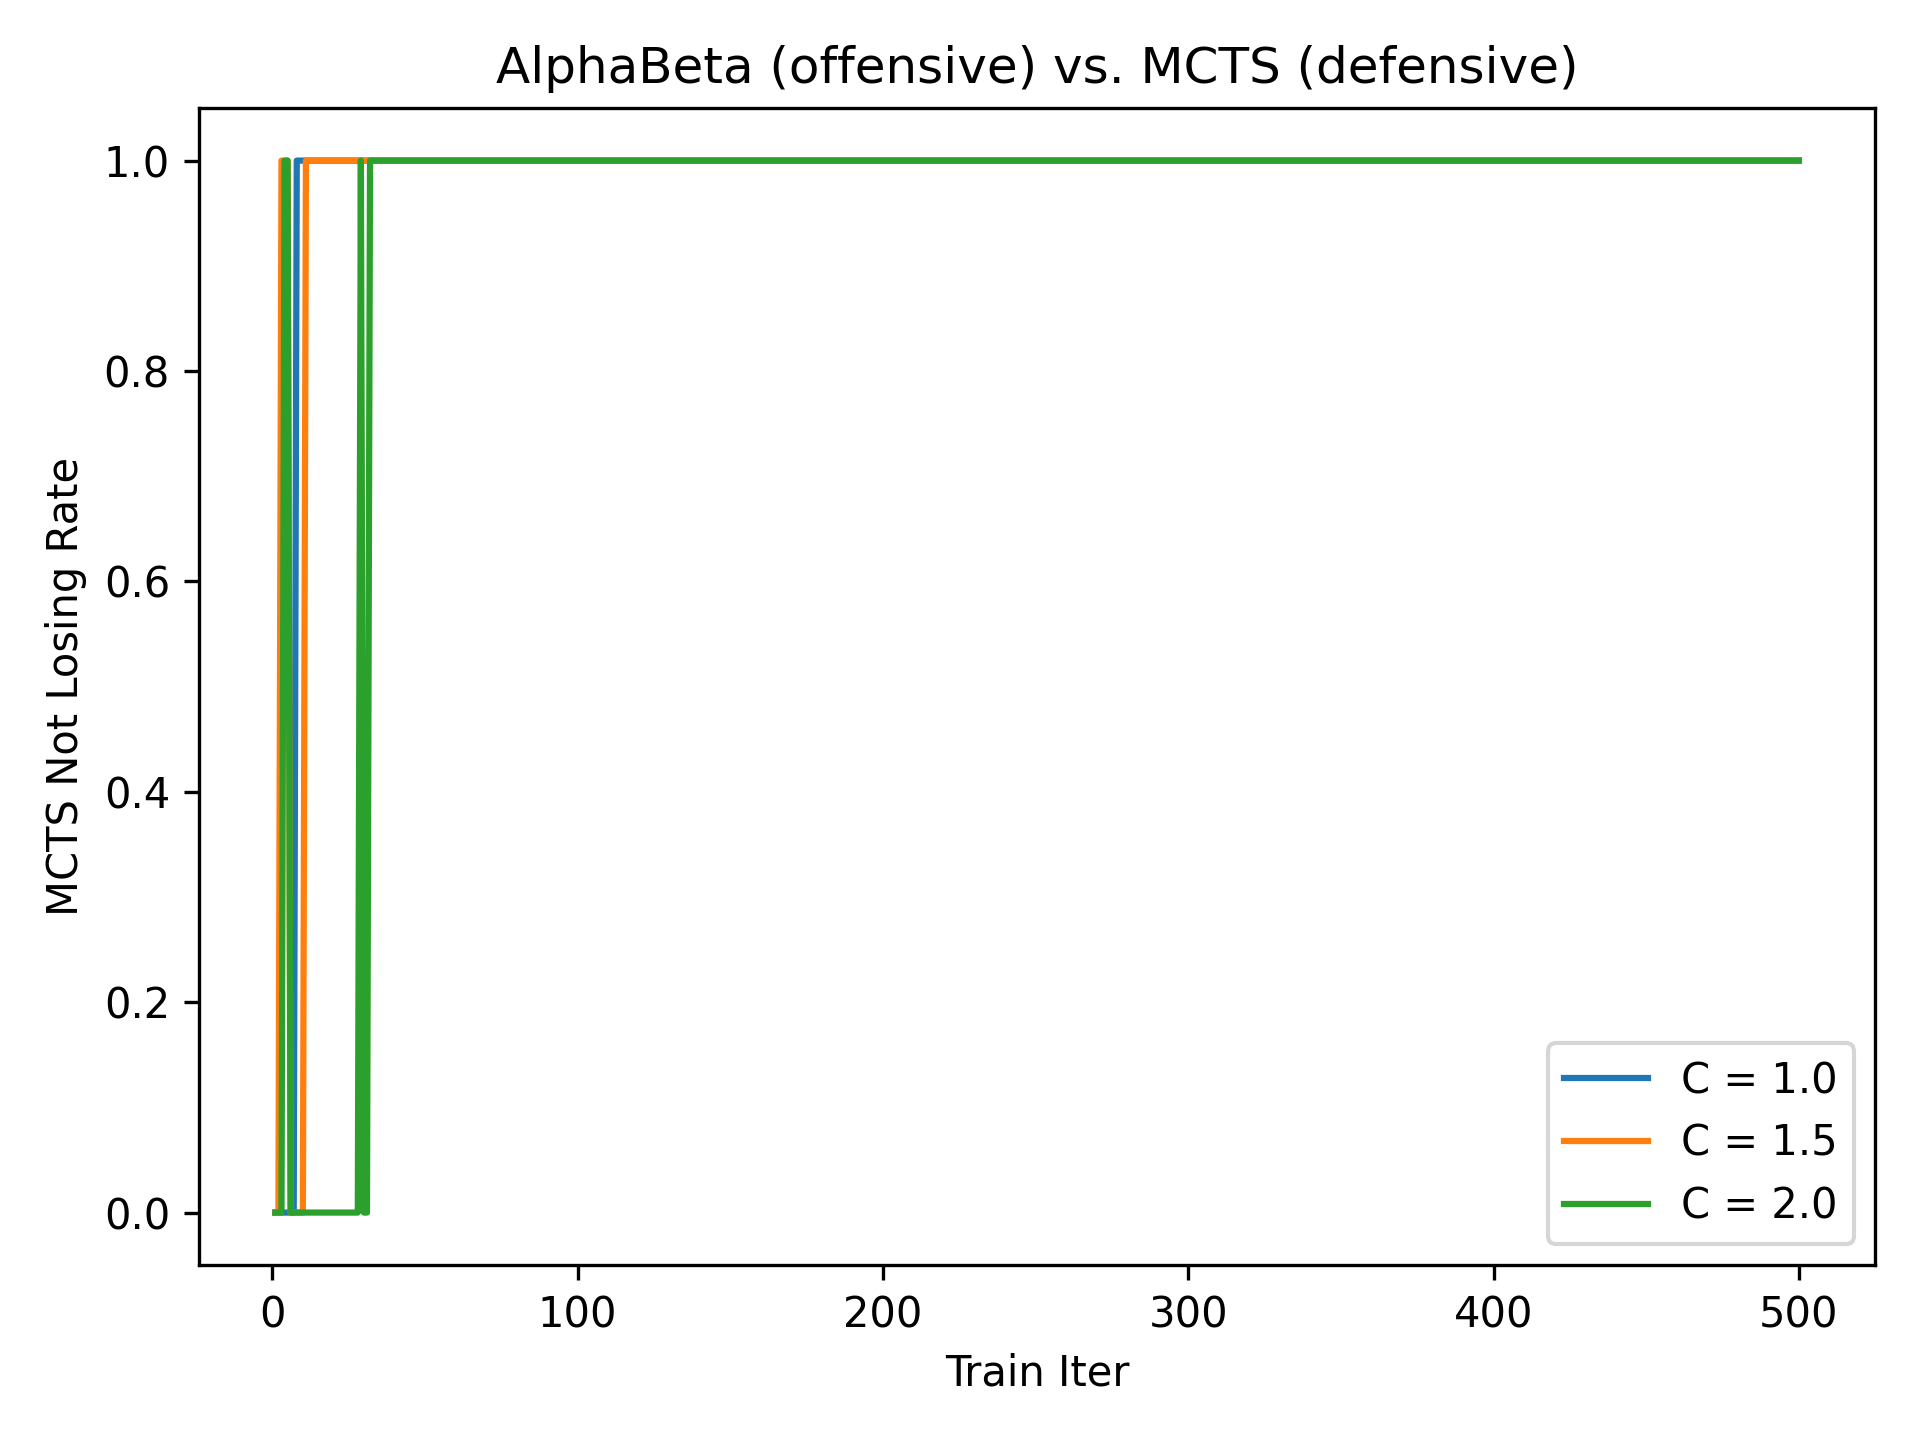 AlphaBeta (offensive) vs. MCTS (defensive)
MCTS Not Losing Rate
1.0
0.8
0.6
0.4
0.2
0.0
0 100 200 300 400 500
Train Iter
C = 1.0
C = 1.5
C = 2.0